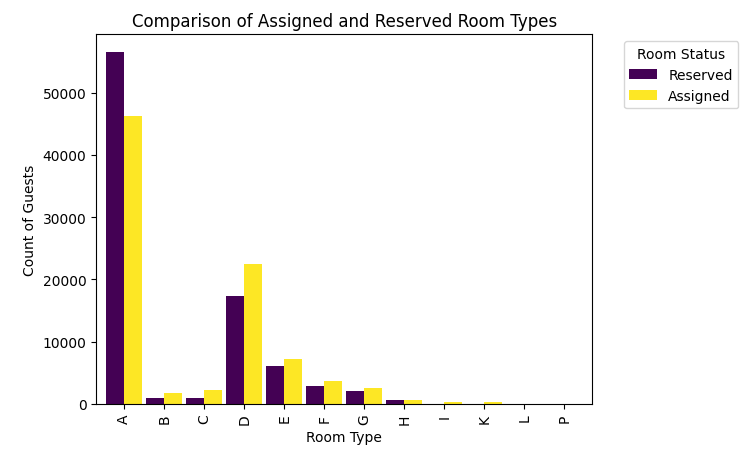 Comparison of Assigned and Reserved Room Types
Room Status
Reserved
Assigned
Count of Guests
50000
40000
30000
20000
10000
0
A B C D E F G H I K L P
Room Type